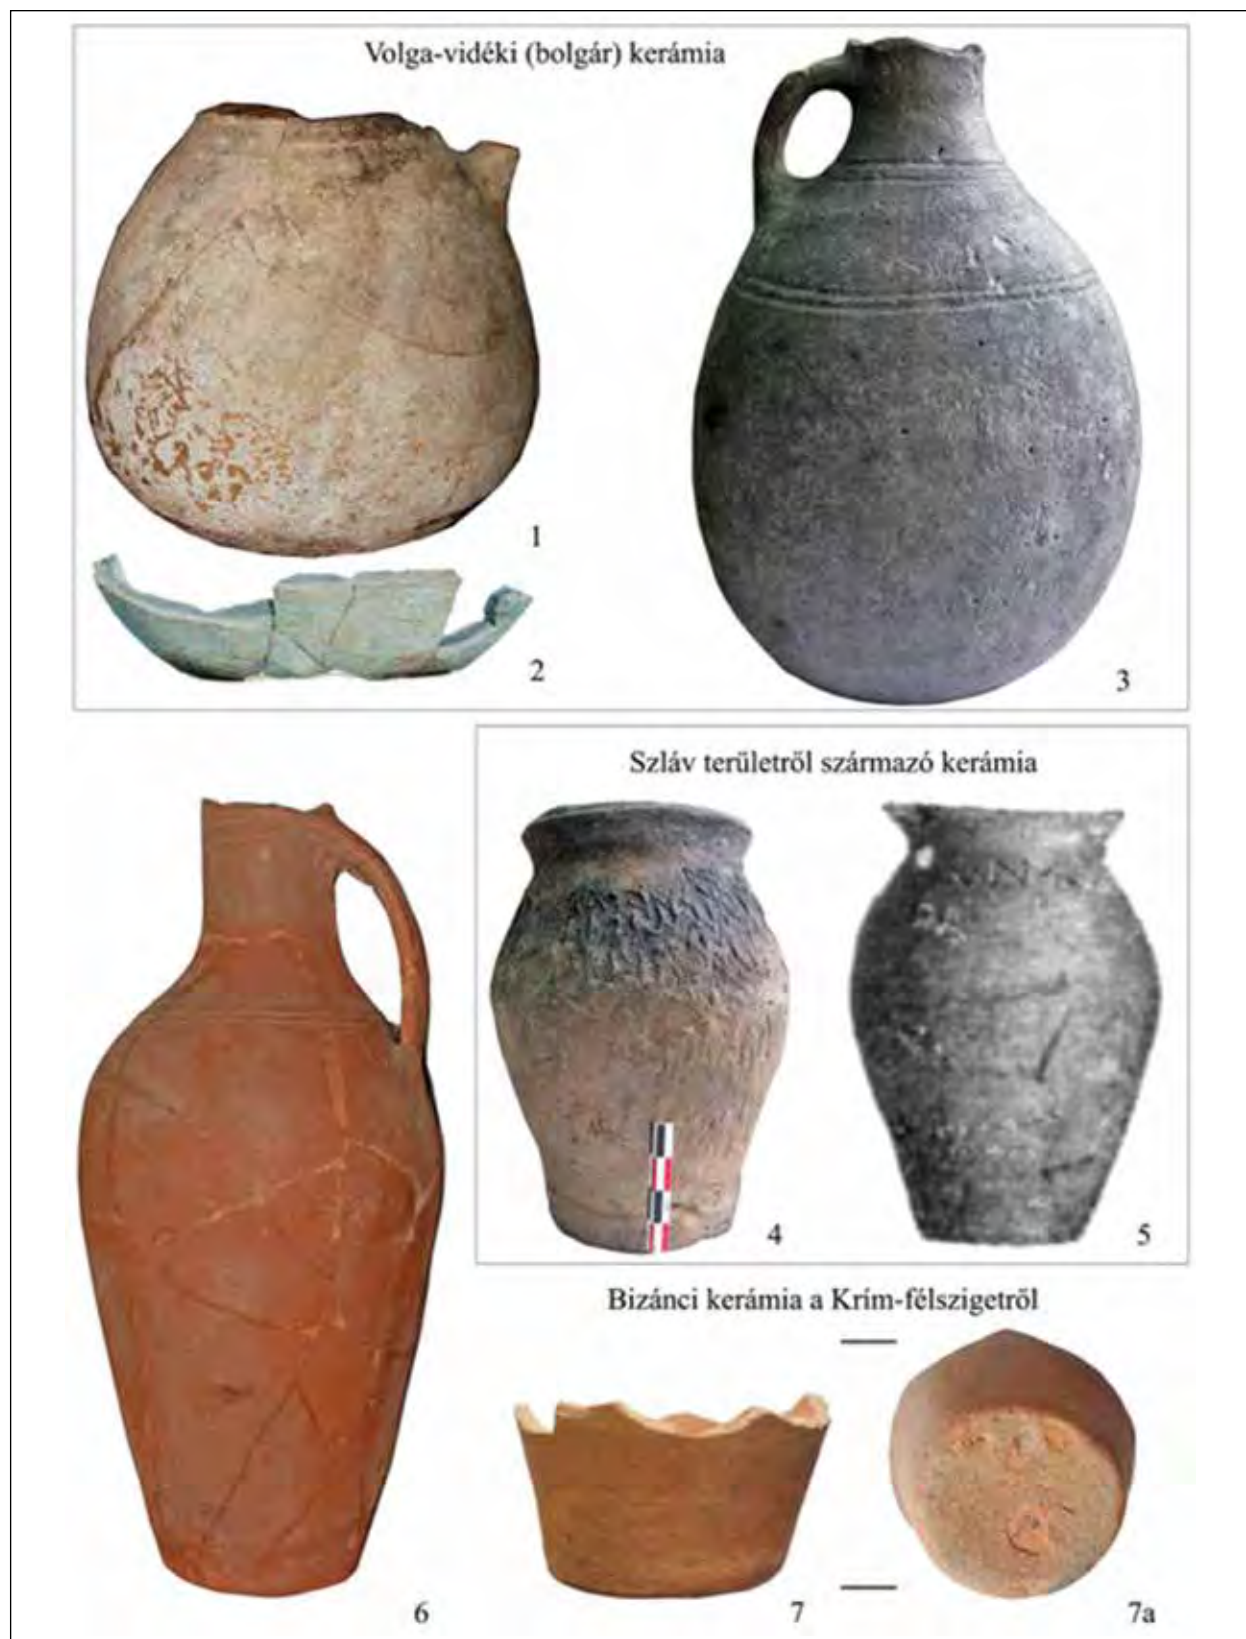 Volga-vidéki (bolgár) kerámia
1
2
3
Szláv területről származó kerámia
4
5
Bizánci kerámia a Krím-félszigetről
6
7
7a